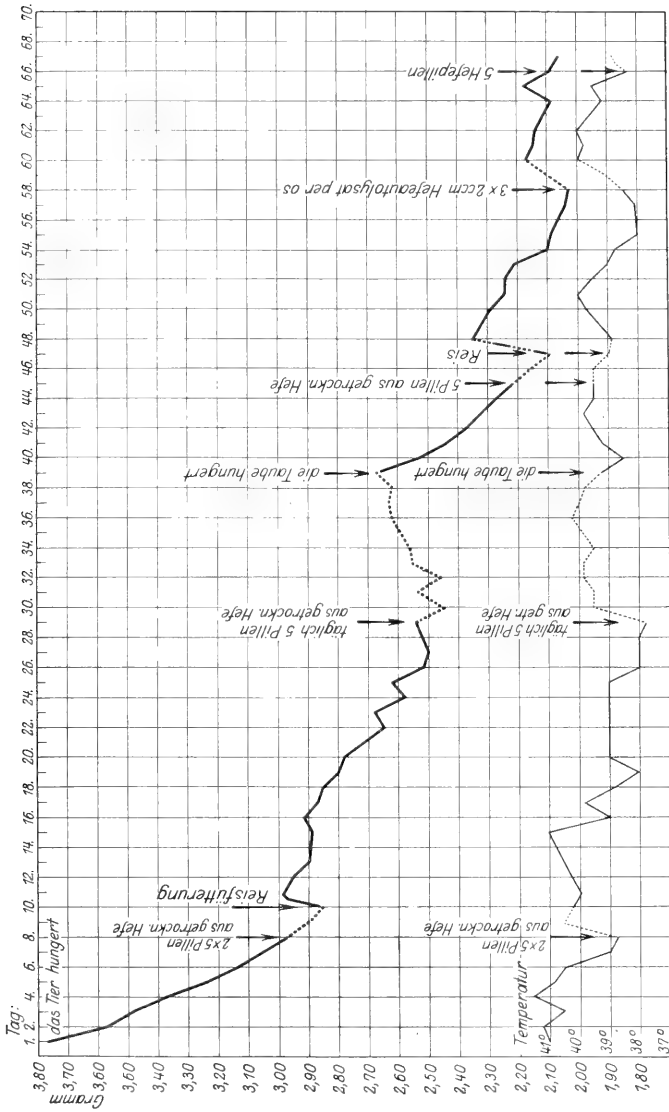 Tag:
1. 2. 4. 6. 8. 10. 12. 14. 16. 18. 20. 22. 24. 26. 28. 30. 32. 34. 36. 38. 40. 42. 44. 46. 48. 50. 52. 54. 56. 58. 60. 62. 64. 66. 68. 70.
das Tier hungert
3,80
Gramm
3,70
3,60
3,50
3,40
3,30
3,20
3,10
3,00
2,90
2,80
2,70
2,60
2,50
2,40
2,30
2,20
2,10
2,00
1,90
1,80
2×5 Pillen
aus getrockn. Hefe
Reisfütterung
täglich 5 Pillen
aus getrockn. Hefe
die Taube hungert
5 Pillen aus getrockn. Hefe
Reis
3 x 2ccm Hefeautolysat per os
5 Hefepillen
Temperatur
41°
40°
39°
38°
37°
2×5 Pillen
aus getrockn. Hefe
täglich 5 Pillen
aus getr. Hefe
die Taube hungert